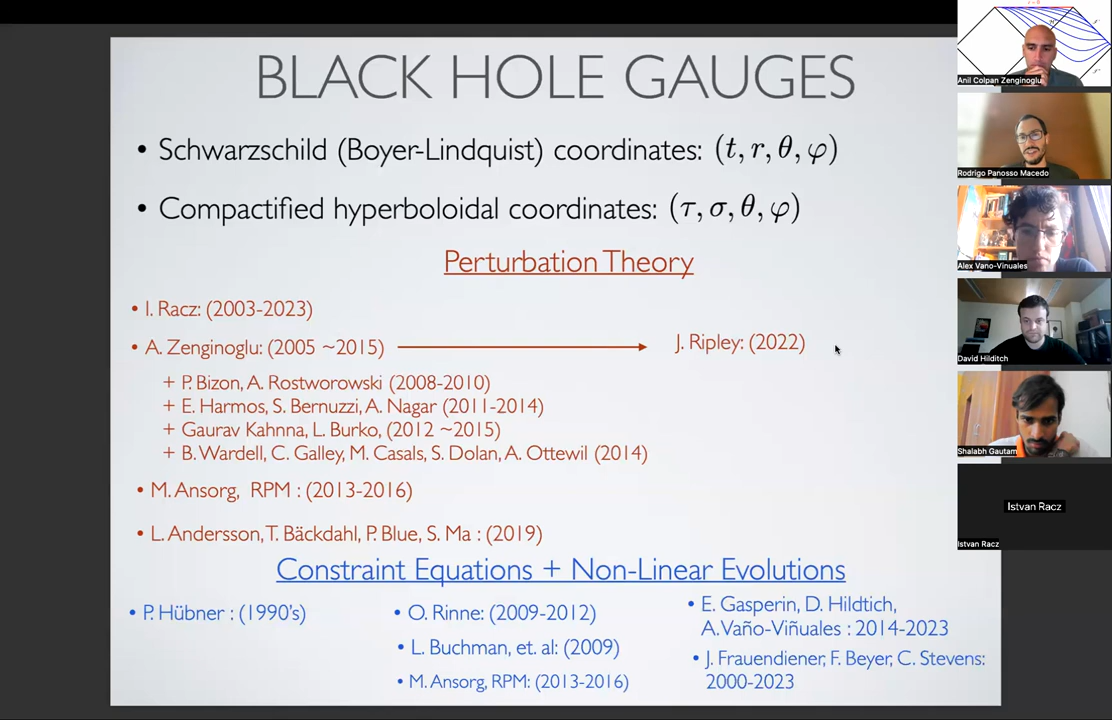 BLACK HOLE GAUGES
• Schwarzschild (Boyer-Lindquist) coordinates: (t, r, θ, φ)
• Compactified hyperboloidal coordinates: (τ, σ, θ, φ)
Perturbation Theory
• I. Racz: (2003-2023)
• A. Zenginoglu: (2005 ~2015)
J. Ripley: (2022)
+ P. Bizon, A. Rostworowski (2008-2010)
+ E. Harmos, S. Bernuzzi, A. Nagar (2011-2014)
+ Gaurav Kahnna, L. Burko, (2012 ~2015)
+ B. Wardell, C. Galley, M. Casals, S. Dolan, A. Ottewil (2014)
• M. Ansorg, RPM : (2013-2016)
• L. Andersson, T. Bäckdahl, P. Blue, S. Ma : (2019)
Constraint Equations + Non-Linear Evolutions
• P. Hübner : (1990's)
• O. Rinne: (2009-2012)
• L. Buchman, et. al: (2009)
• M. Ansorg, RPM: (2013-2016)
• E. Gasperin, D. Hildtich,
A. Vaño-Viñuales : 2014-2023
• J. Frauendiener, F. Beyer, C. Stevens:
2000-2023
Anil Colpan Zenginoglu
Rodrigo Panosso Macedo
Alex Vano-Vinuales
David Hilditch
Shalabh Gautam
Istvan Racz
Istvan Racz